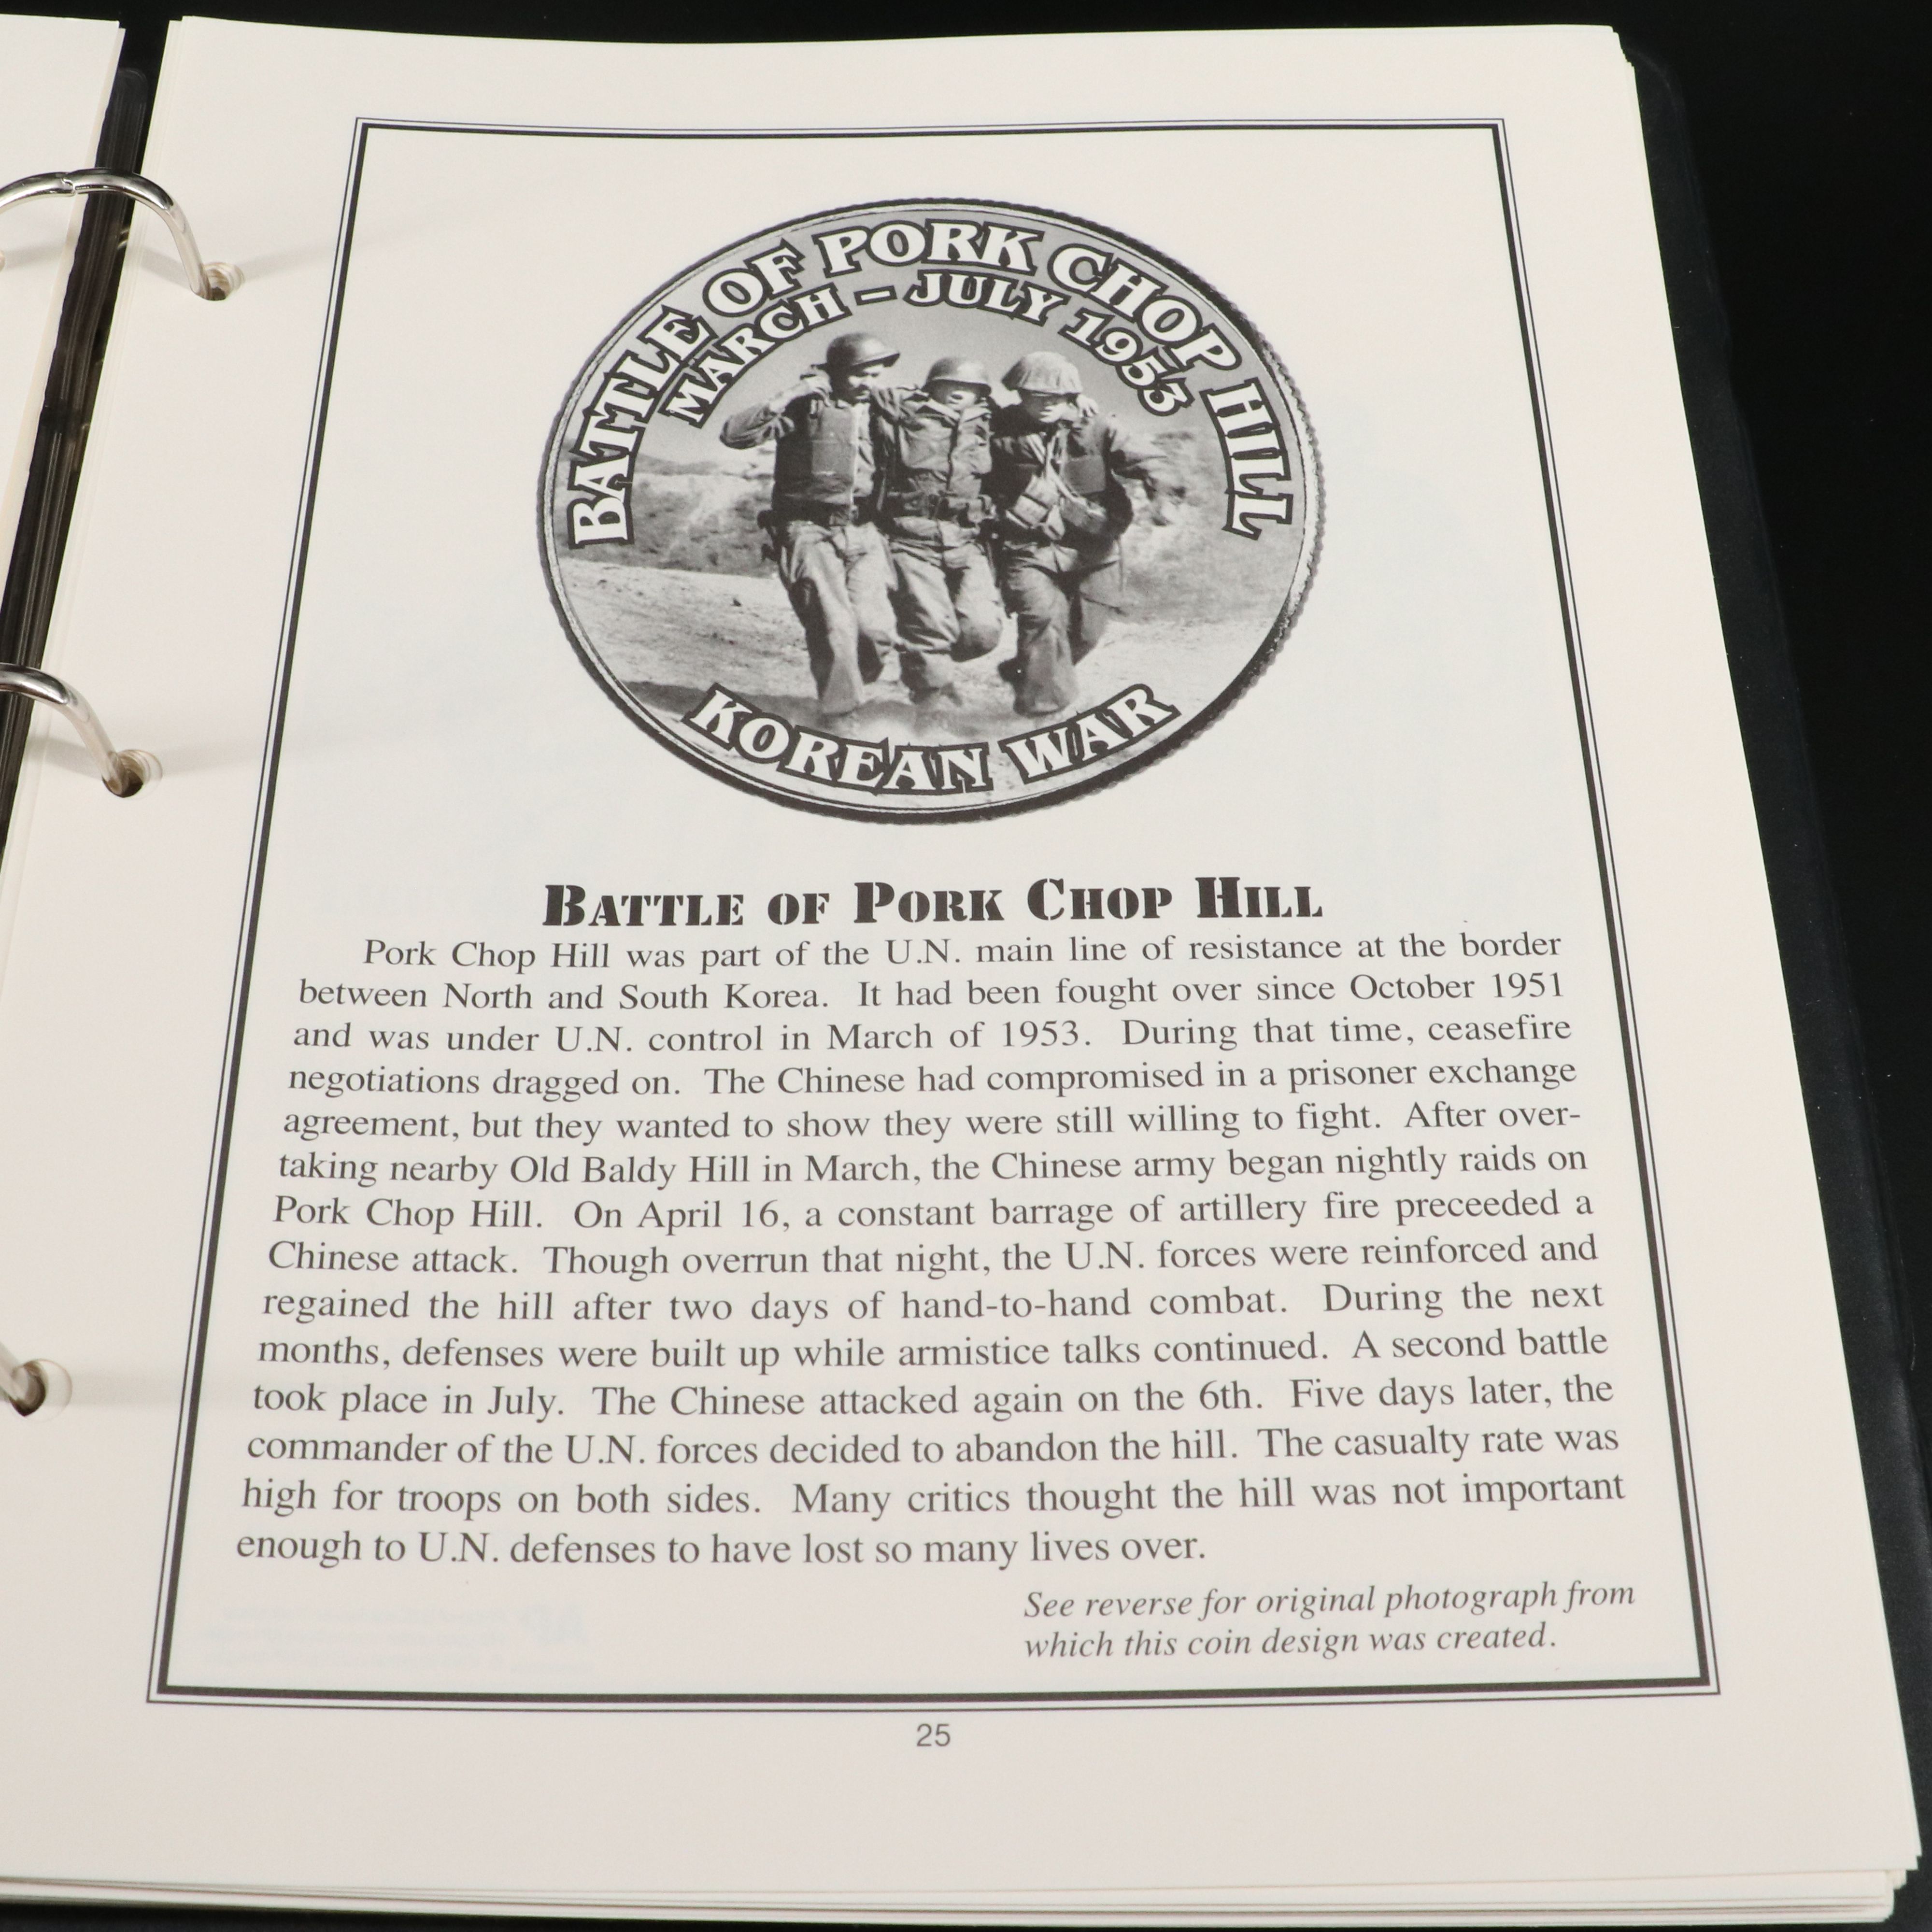 BATTLE OF PORK CHOP HILL
MARCH – JULY 1953
KOREAN WAR
BATTLE OF PORK CHOP HILL
Pork Chop Hill was part of the U.N. main line of resistance at the border
between North and South Korea. It had been fought over since October 1951
and was under U.N. control in March of 1953. During that time, ceasefire
negotiations dragged on. The Chinese had compromised in a prisoner exchange
agreement, but they wanted to show they were still willing to fight. After over-
taking nearby Old Baldy Hill in March, the Chinese army began nightly raids on
Pork Chop Hill. On April 16, a constant barrage of artillery fire preceeded a
Chinese attack. Though overrun that night, the U.N. forces were reinforced and
regained the hill after two days of hand-to-hand combat. During the next
months, defenses were built up while armistice talks continued. A second battle
took place in July. The Chinese attacked again on the 6th. Five days later, the
commander of the U.N. forces decided to abandon the hill. The casualty rate was
high for troops on both sides. Many critics thought the hill was not important
enough to U.N. defenses to have lost so many lives over.
See reverse for original photograph from
which this coin design was created.
25